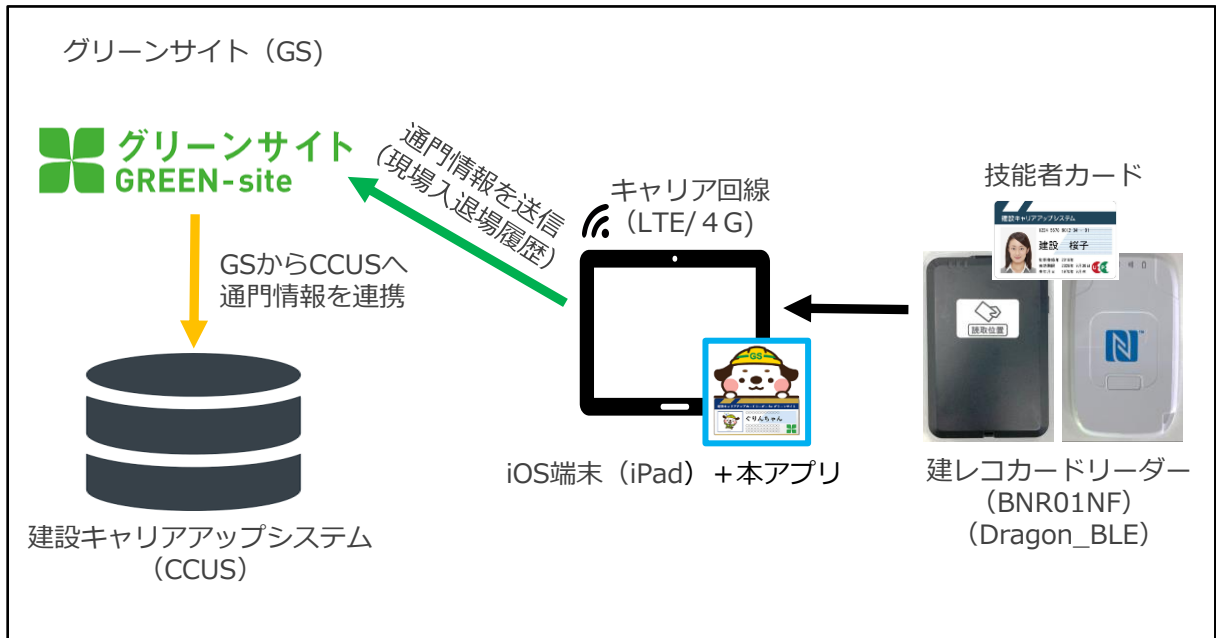 グリーンサイト（GS)
グリーンサイト
GREEN-site
通門情報を送信
（現場入退場履歴）
キャリア回線
（LTE/４G)
技能者カード
建設キャリアアップシステム
建設 桜子
読取位置
GSからCCUSへ
通門情報を連携
GS
ぐりんちゃん
iOS端末（iPad）＋本アプリ
建レコカードリーダー
（BNR01NF）
（Dragon_BLE）
建設キャリアアップシステム
（CCUS）